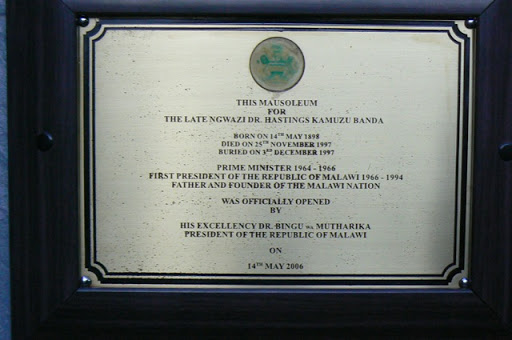 THIS MAUSOLEUM
FOR
THE LATE NGWAZI DR. HASTINGS KAMUZU BANDA
BORN ON 14TH MAY 1898
DIED ON 25TH NOVEMBER 1997
BURIED ON 3RD DECEMBER 1997
PRIME MINISTER 1964 - 1966
FIRST PRESIDENT OF THE REPUBLIC OF MALAWI 1966 - 1994
FATHER AND FOUNDER OF THE MALAWI NATION
WAS OFFICIALLY OPENED
BY
HIS EXCELLENCY DR. BINGU WA MUTHARIKA
PRESIDENT OF THE REPUBLIC OF MALAWI
ON
14TH MAY 2006